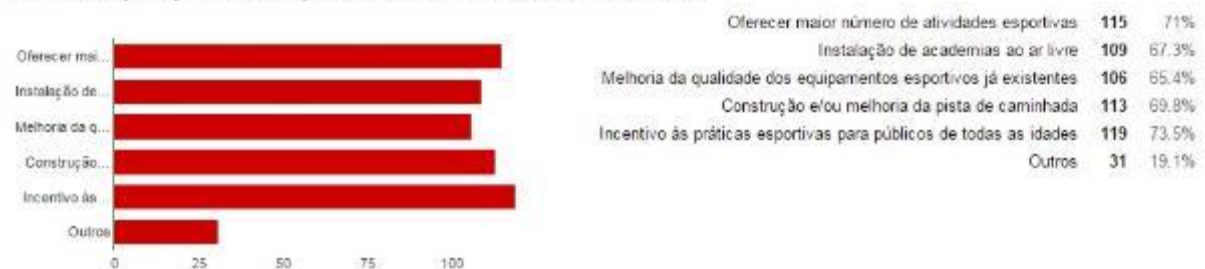 Oferecer mai...
Instalação de...
Melhoria da q...
Construção...
Incentivo às...
Outros
0 25 50 75 100
Oferecer maior número de atividades esportivas 115 71%
Instalação de academias ao ar livre 109 67.3%
Melhoria da qualidade dos equipamentos esportivos já existentes 106 65.4%
Construção e/ou melhoria da pista de caminhada 113 69.8%
Incentivo às práticas esportivas para públicos de todas as idades 119 73.5%
Outros 31 19.1%